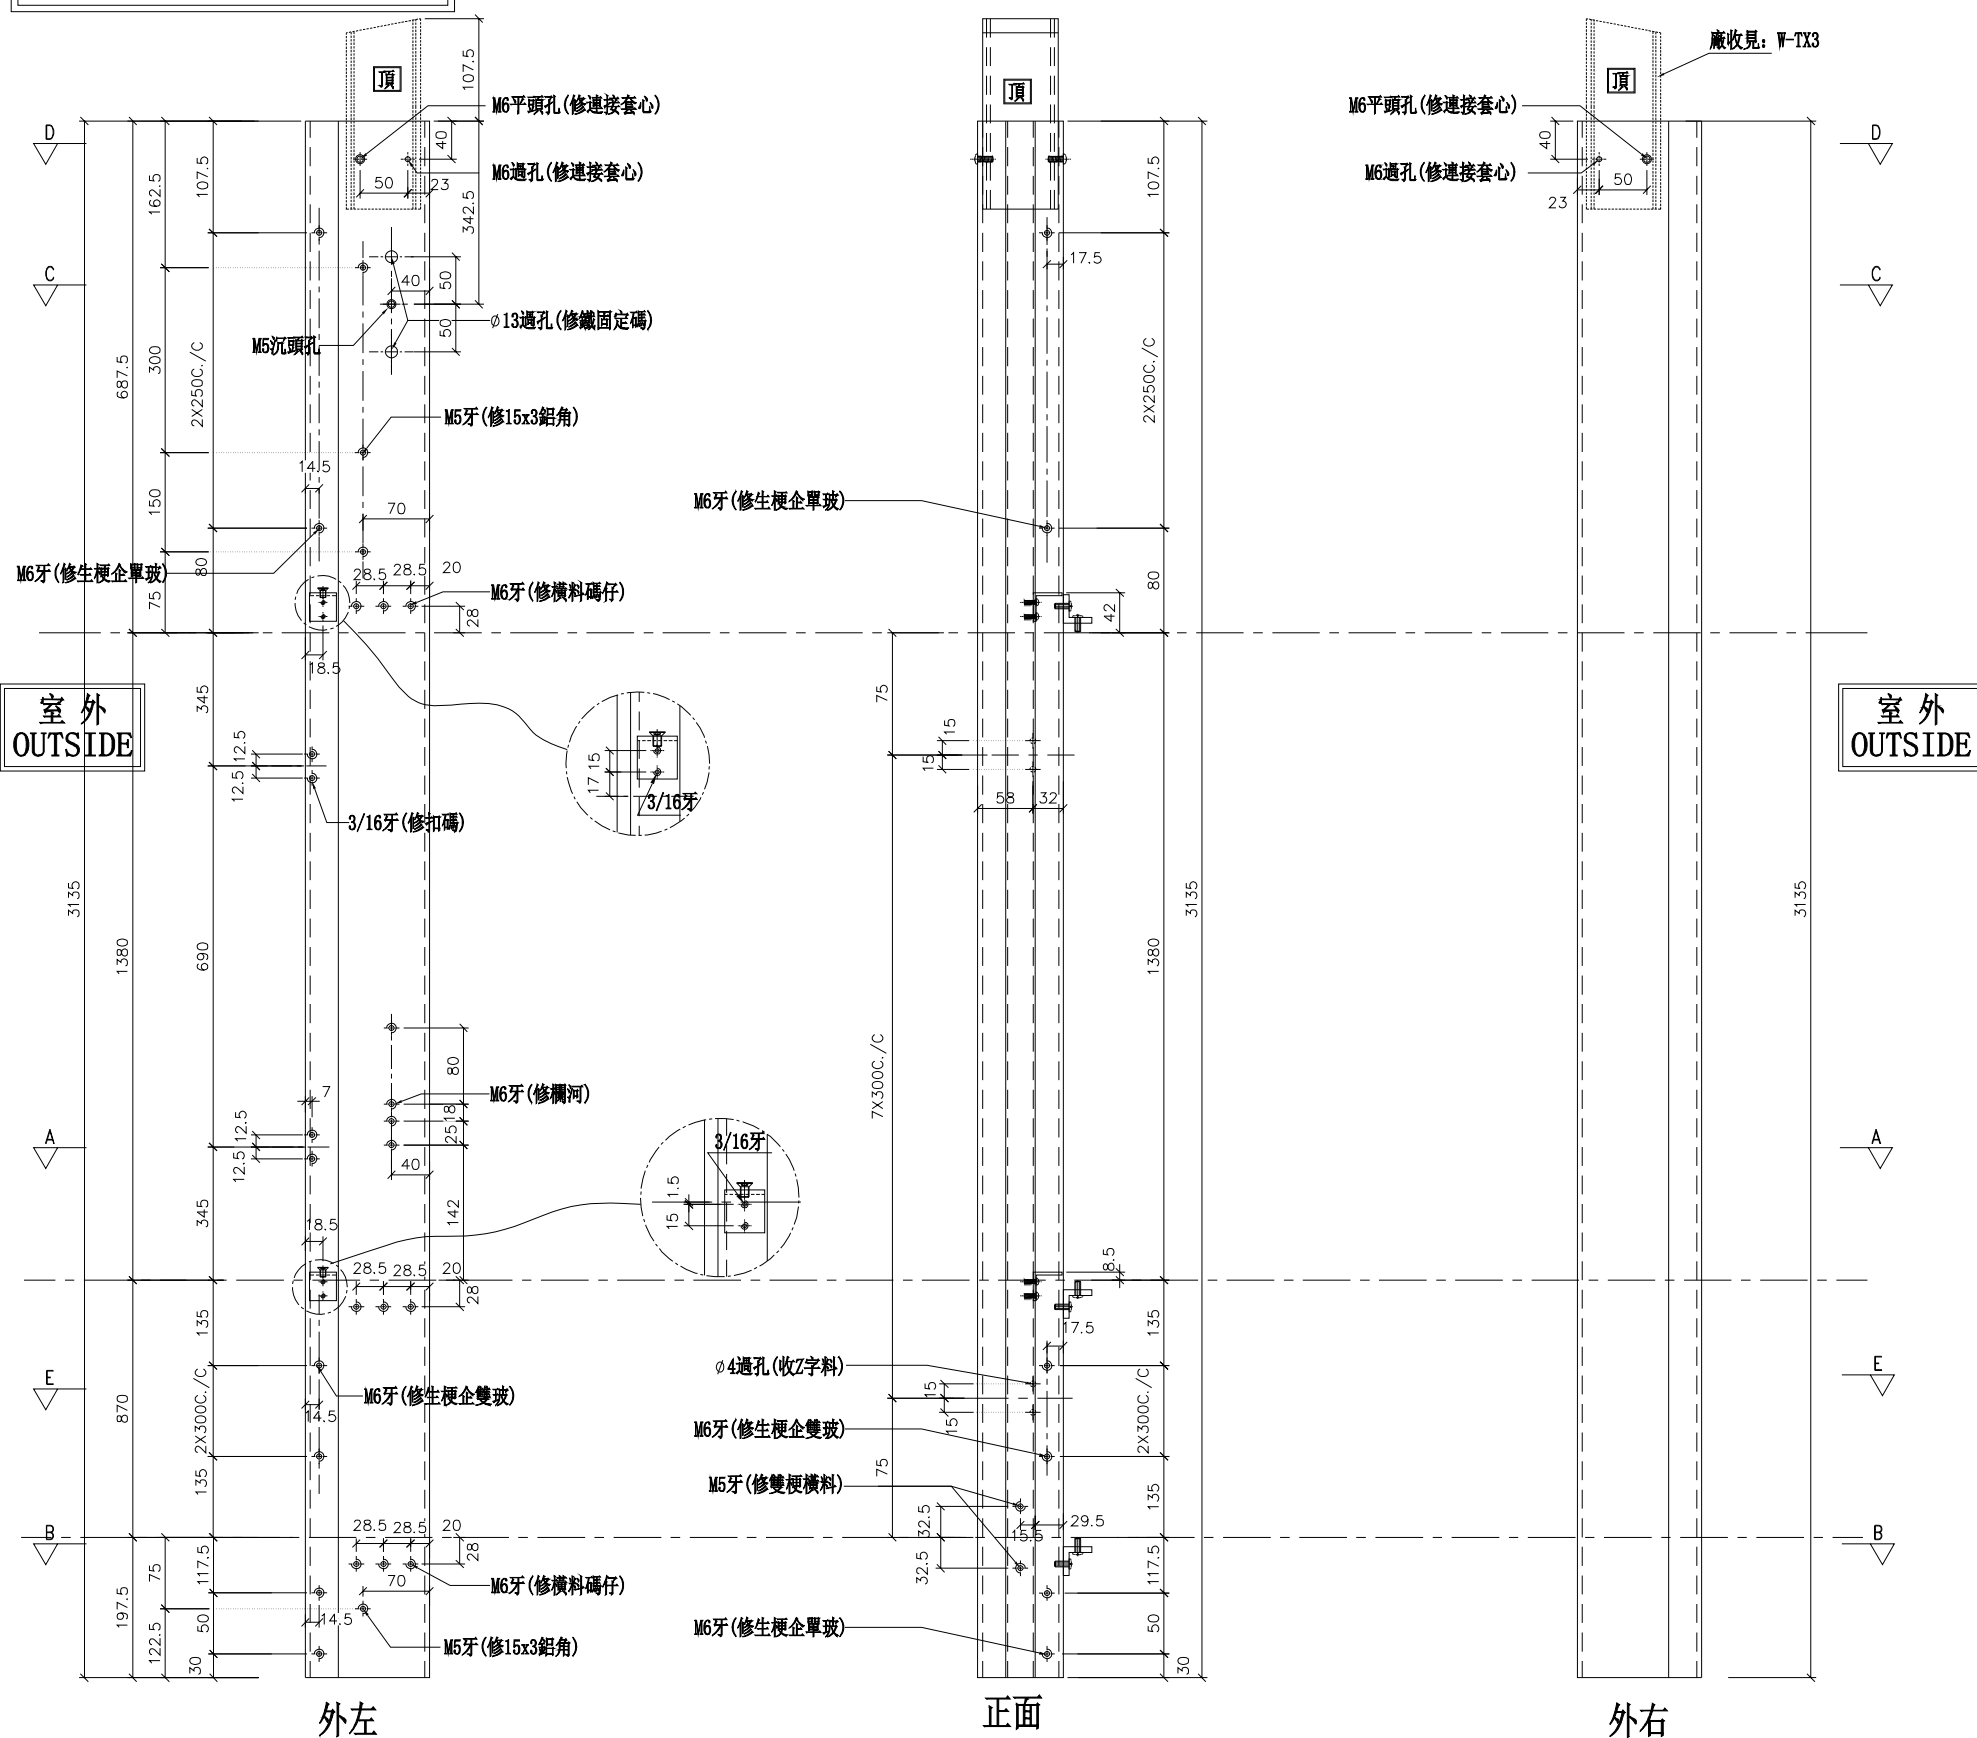 頂
107.5
M6平頭孔(修連接套心)
40
M6過孔(修連接套心)
50
23
342.5
D
C
162.5
107.5
687.5
300
2X250C./C
40
50
50
∅13過孔(修鐵固定碼)
M5沉頭孔
M5牙(修15x3鋁角)
14.5
150
70
M6牙(修生梗企單玻)
80
75
28.5
28.5
20
M6牙(修橫料碼仔)
28
18.5
室外
OUTSIDE
345
12.5
12.5
3/16牙(修扣碼)
15
17
3/16牙
3135
1380
690
80
7
M6牙(修欄河)
18
25
12.5
12.5
A
40
142
345
18.5
3/16牙
1.5
15
28.5
28.5
20
28
135
E
M6牙(修生梗企雙玻)
14.5
870
2X300C./C
135
B
28.5
28.5
20
28
75
117.5
70
M6牙(修橫料碼仔)
197.5
122.5
50
14.5
M5牙(修15x3鋁角)
30
外左
頂
107.5
17.5
2X250C./C
M6牙(修生梗企單玻)
80
42
75
15
15
58
32
3135
1380
7X300C./C
8.5
17.5
135
∅4過孔(收Z字料)
15
15
2X300C./C
M6牙(修生梗企雙玻)
75
M5牙(修雙梗橫料)
135
32.5
15.5
29.5
32.5
117.5
M6牙(修生梗企單玻)
50
30
正面
廠收見: W-TX3
頂
M6平頭孔(修連接套心)
40
M6過孔(修連接套心)
50
23
D
C
室外
OUTSIDE
3135
A
E
B
外右